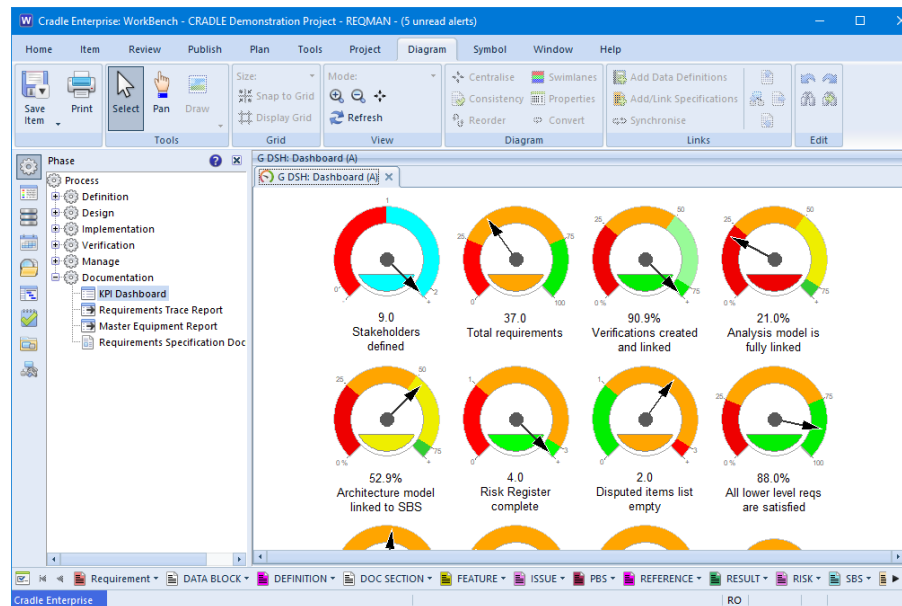 Cradle Enterprise: WorkBench - CRADLE Demonstration Project - REQMAN - (5 unread alerts)
Home Item Review Publish Plan Tools Project Diagram Symbol Window Help
Save Item
Print
Select
Pan
Draw
Tools
Size:
Snap to Grid
Display Grid
Grid
Mode:
Refresh
View
Centralise
Swimlanes
Consistency
Properties
Reorder
Convert
Diagram
Add Data Definitions
Add/Link Specifications
Synchronise
Links
Edit
Phase
Process
Definition
Design
Implementation
Verification
Manage
Documentation
KPI Dashboard
Requirements Trace Report
Master Equipment Report
Requirements Specification Doc
G DSH: Dashboard (A)
G DSH: Dashboard (A)
0 1 2 +
9.0
Stakeholders
defined
0 25 75 100
37.0
Total requirements
0 % 25 50 75 +
90.9%
Verifications created
and linked
0 % 25 50 75 +
21.0%
Analysis model is
fully linked
0 % 25 50 75 +
52.9%
Architecture model
linked to SBS
0 1 3 +
4.0
Risk Register
complete
0 1 3 +
2.0
Disputed items list
empty
0 % 25 75 100
88.0%
All lower level reqs
are satisfied
Requirement DATA BLOCK DEFINITION DOC SECTION FEATURE ISSUE PBS REFERENCE RESULT RISK SBS
Cradle Enterprise RO